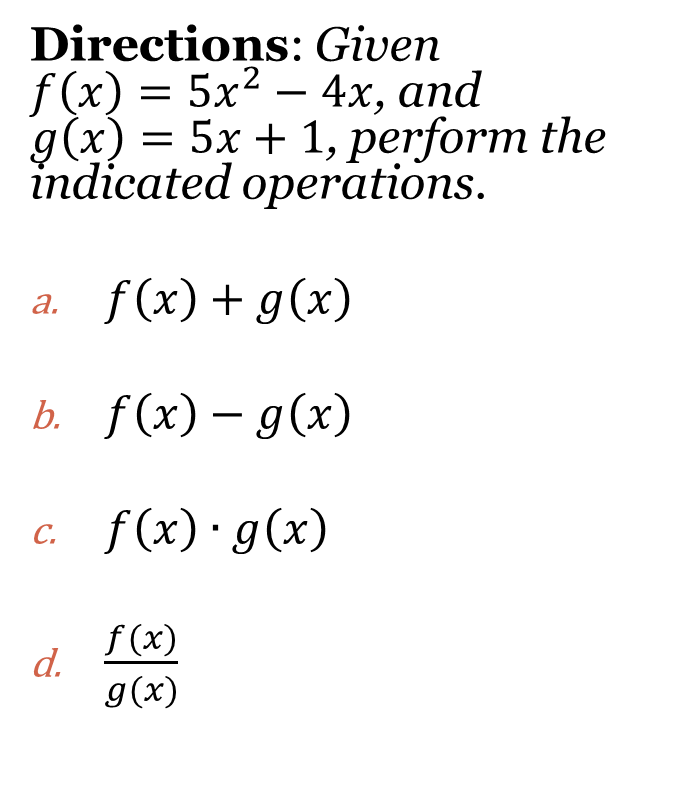 Directions: Given
f(x) = 5x² − 4x, and
g(x) = 5x + 1, perform the
indicated operations.
a. f(x) + g(x)
b. f(x) − g(x)
c. f(x) · g(x)
d. f(x)
g(x)